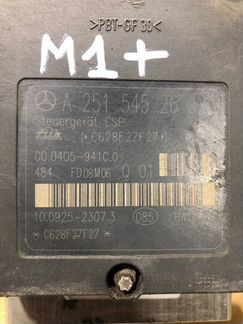 >PBT-GF30<
M1+
A 251 545 26
Steuergerät ESP
(* C628F27F27 *)
00.0405-941C.0
484 FD08M06 Q 01
10.0925-2307.3 085
* C628F27F27 *